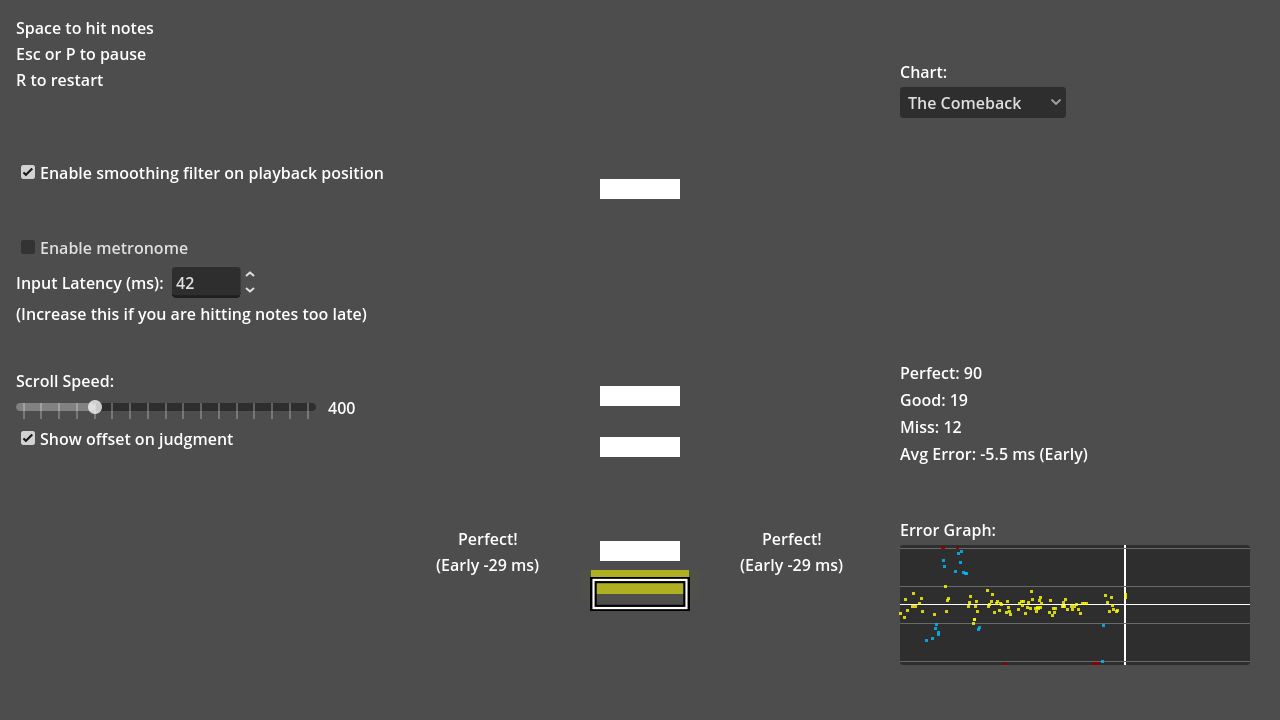 Space to hit notes
Esc or P to pause
R to restart
Chart:
The Comeback
Enable smoothing filter on playback position
Enable metronome
Input Latency (ms): 42
(Increase this if you are hitting notes too late)
Scroll Speed:
400
Show offset on judgment
Perfect: 90
Good: 19
Miss: 12
Avg Error: -5.5 ms (Early)
Perfect!
(Early -29 ms)
Perfect!
(Early -29 ms)
Error Graph: